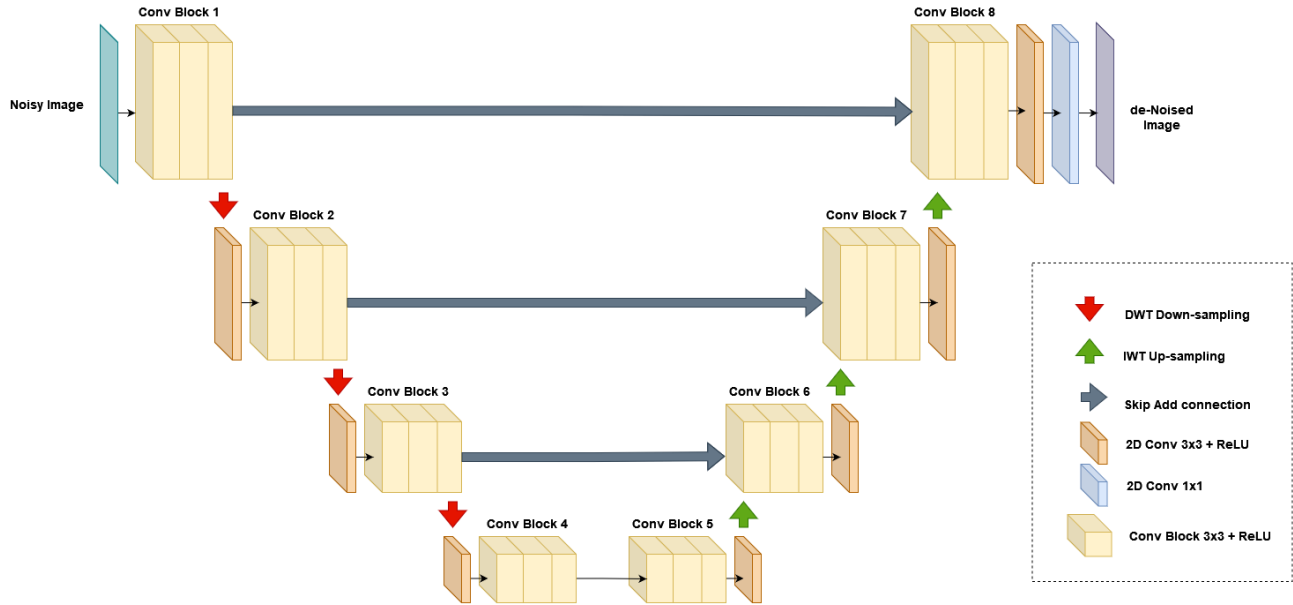 Conv Block 1
Conv Block 8
Noisy Image
de-Noised
Image
Conv Block 2
Conv Block 7
Conv Block 3
Conv Block 6
Conv Block 4
Conv Block 5
DWT Down-sampling
IWT Up-sampling
Skip Add connection
2D Conv 3x3 + ReLU
2D Conv 1x1
Conv Block 3x3 + ReLU